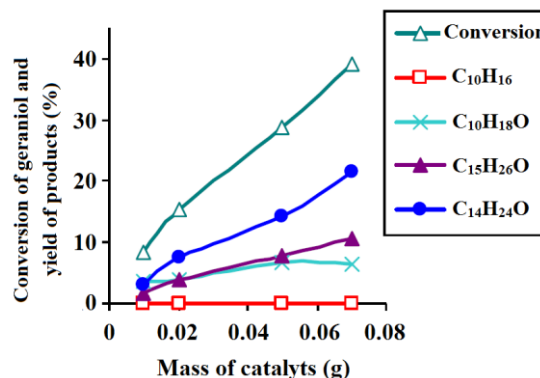 Conversion of geraniol and
yield of products (%)
40
30
20
10
0
0
0.02
0.04
0.06
0.08
Mass of catalyts (g)
Conversion
C₁₀H₁₆
C₁₀H₁₈O
C₁₅H₂₆O
C₁₄H₂₄O